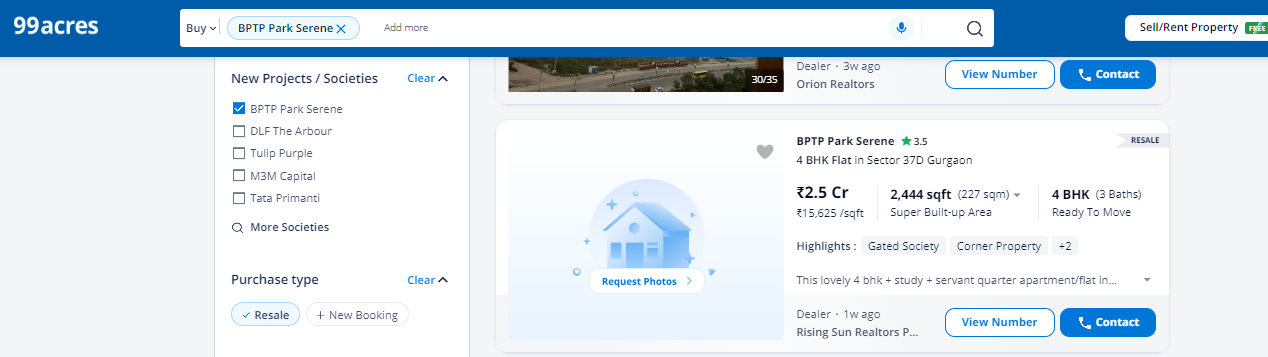 99acres
Buy
BPTP Park Serene
Add more
Sell/Rent Property FREE
New Projects / Societies
Clear
BPTP Park Serene
DLF The Arbour
Tulip Purple
M3M Capital
Tata Primanti
More Societies
Purchase type
Clear
Resale
+ New Booking
30/35
Dealer · 3w ago
Orion Realtors
View Number
Contact
Request Photos
BPTP Park Serene 3.5
RESALE
4 BHK Flat in Sector 37D Gurgaon
₹2.5 Cr
₹15,625 /sqft
2,444 sqft (227 sqm)
Super Built-up Area
4 BHK (3 Baths)
Ready To Move
Highlights : Gated Society Corner Property +2
This lovely 4 bhk + study + servant quarter apartment/flat in...
Dealer · 1w ago
Rising Sun Realtors P...
View Number
Contact